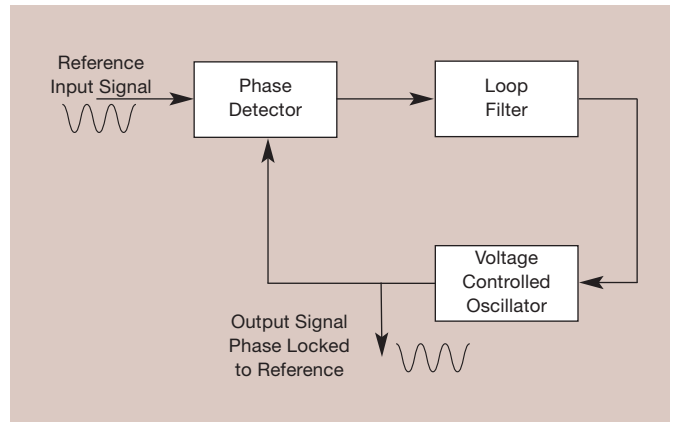 Reference
Input Signal
Phase
Detector
Loop
Filter
Voltage
Controlled
Oscillator
Output Signal
Phase Locked
to Reference